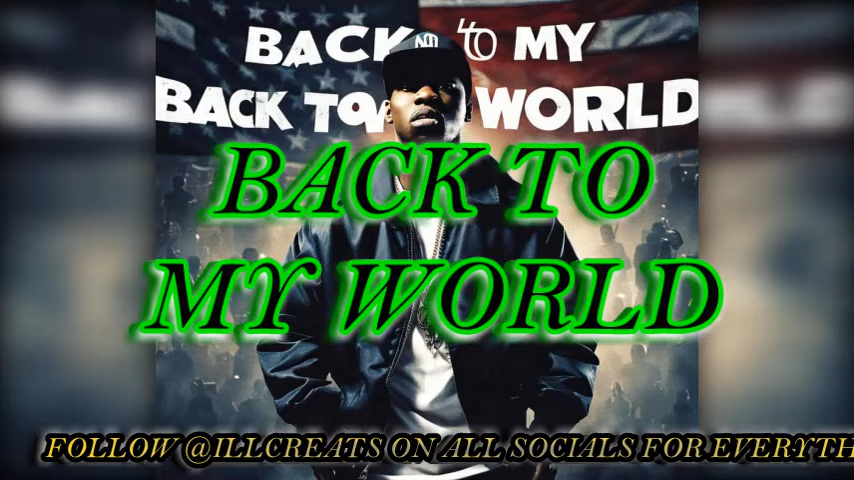 BACK to MY
BACK TO WORLD
BACK TO
MY WORLD
FOLLOW @ILLCREATS ON ALL SOCIALS FOR EVERYTH